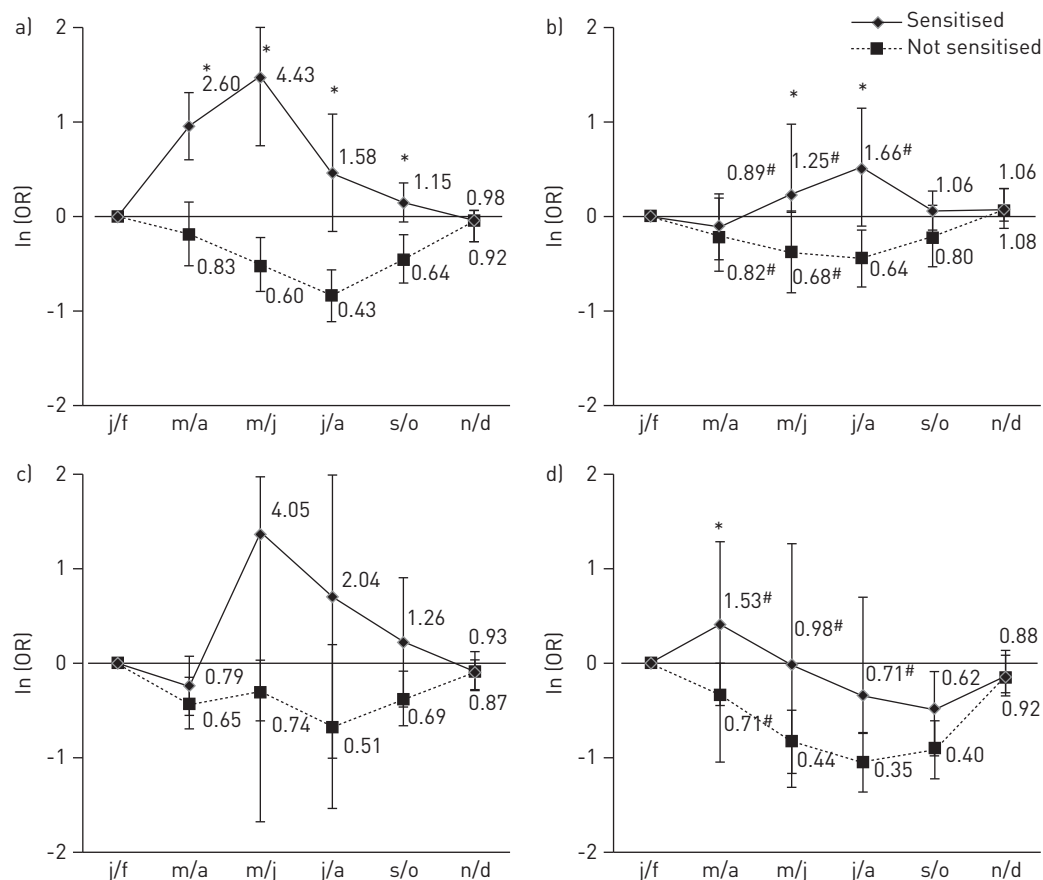 a)
2
1
0
-1
-2
ln (OR)
* * * *
2.60 4.43 1.58 1.15 0.98
0.83 0.60 0.43 0.64 0.92
j/f m/a m/j j/a s/o n/d
b)
Sensitised
Not sensitised
2
1
0
-1
-2
ln (OR)
* *
0.89# 1.25# 1.66# 1.06 1.06
0.82# 0.68# 0.64 0.80 1.08
j/f m/a m/j j/a s/o n/d
c)
2
1
0
-1
-2
ln (OR)
4.05 2.04 1.26 0.93
0.79
0.65 0.74 0.51 0.69 0.87
j/f m/a m/j j/a s/o n/d
d)
2
1
0
-1
-2
ln (OR)
*
1.53# 0.98# 0.71# 0.62 0.88
0.71# 0.44 0.35 0.40 0.92
j/f m/a m/j j/a s/o n/d